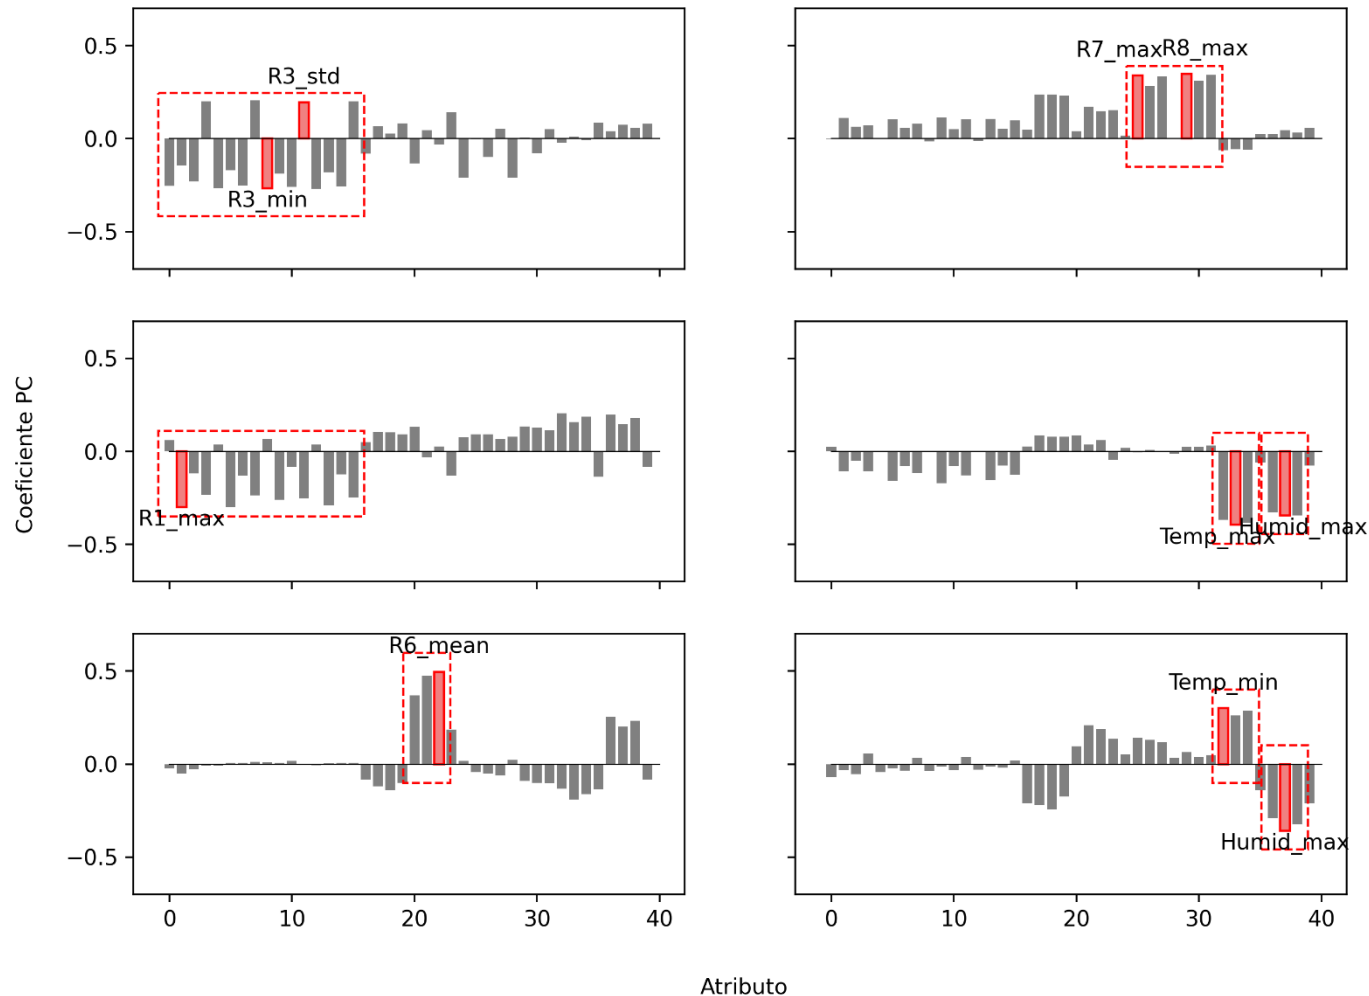 0.5
0.0
−0.5
R3_std
R3_min
R7_max
R8_max
0.5
0.0
−0.5
R1_max
Temp_max
Humid_max
0.5
0.0
−0.5
R6_mean
Temp_min
Humid_max
0 10 20 30 40
0 10 20 30 40
Coeficiente PC
Atributo